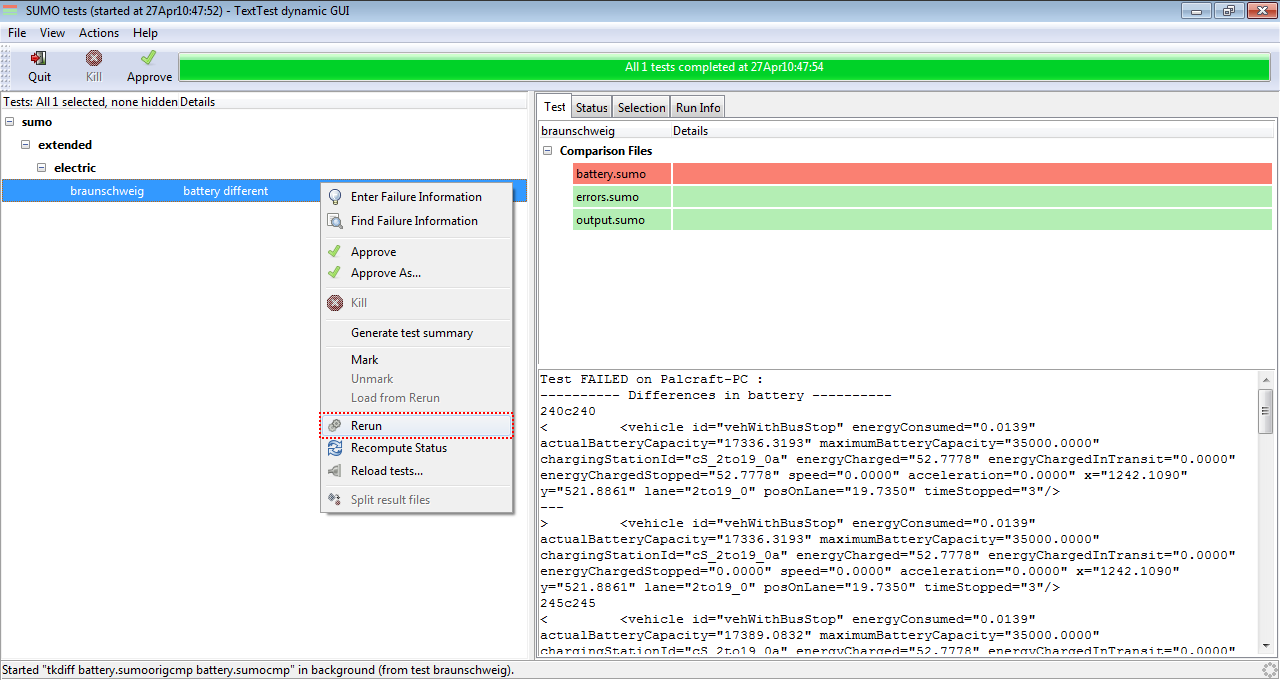 SUMO tests (started at 27Apr10:47:52) - TextTest dynamic GUI
File View Actions Help
Quit Kill Approve
All 1 tests completed at 27Apr10:47:54
Tests: All 1 selected, none hidden Details
sumo
extended
electric
braunschweig battery different
Enter Failure Information
Find Failure Information
Approve
Approve As...
Kill
Generate test summary
Mark
Unmark
Load from Rerun
Rerun
Recompute Status
Reload tests...
Split result files
Test Status Selection Run Info
braunschweig Details
Comparison Files
battery.sumo
errors.sumo
output.sumo
Test FAILED on Palcraft-PC :
---------- Differences in battery ----------
240c240
< <vehicle id="vehWithBusStop" energyConsumed="0.0139"
actualBatteryCapacity="17336.3193" maximumBatteryCapacity="35000.0000"
chargingStationId="cS_2to19_0a" energyCharged="52.7778" energyChargedInTransit="0.0000"
energyChargedStopped="52.7778" speed="0.0000" acceleration="0.0000" x="1242.1090"
y="521.8861" lane="2to19_0" posOnLane="19.7350" timeStopped="3"/>
---
> <vehicle id="vehWithBusStop" energyConsumed="0.0139"
actualBatteryCapacity="17336.3193" maximumBatteryCapacity="35000.0000"
chargingStationId="cS_2to19_0a" energyCharged="52.7778" energyChargedInTransit="0.0000"
energyChargedStopped="0.0000" speed="0.0000" acceleration="0.0000" x="1242.1090"
y="521.8861" lane="2to19_0" posOnLane="19.7350" timeStopped="3"/>
245c245
< <vehicle id="vehWithBusStop" energyConsumed="0.0139"
actualBatteryCapacity="17389.0832" maximumBatteryCapacity="35000.0000"
chargingStationId="cS_2to19_0a" energyCharged="52.7778" energyChargedInTransit="0.0000"
Started "tkdiff battery.sumoorigcmp battery.sumocmp" in background (from test braunschweig).